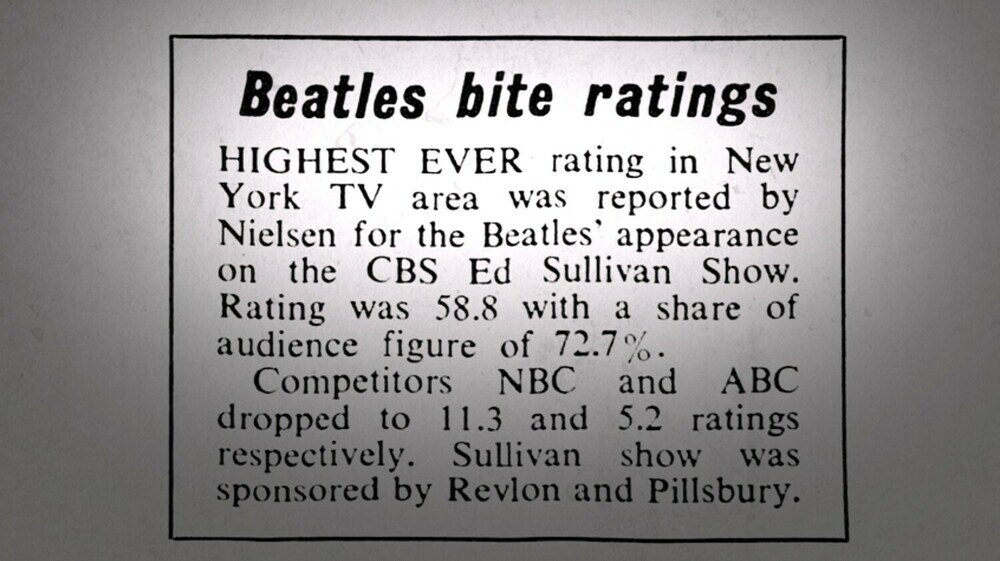 Beatles bite ratings
HIGHEST EVER rating in New
York TV area was reported by
Nielsen for the Beatles' appearance
on the CBS Ed Sullivan Show.
Rating was 58.8 with a share of
audience figure of 72.7%.
Competitors NBC and ABC
dropped to 11.3 and 5.2 ratings
respectively. Sullivan show was
sponsored by Revlon and Pillsbury.